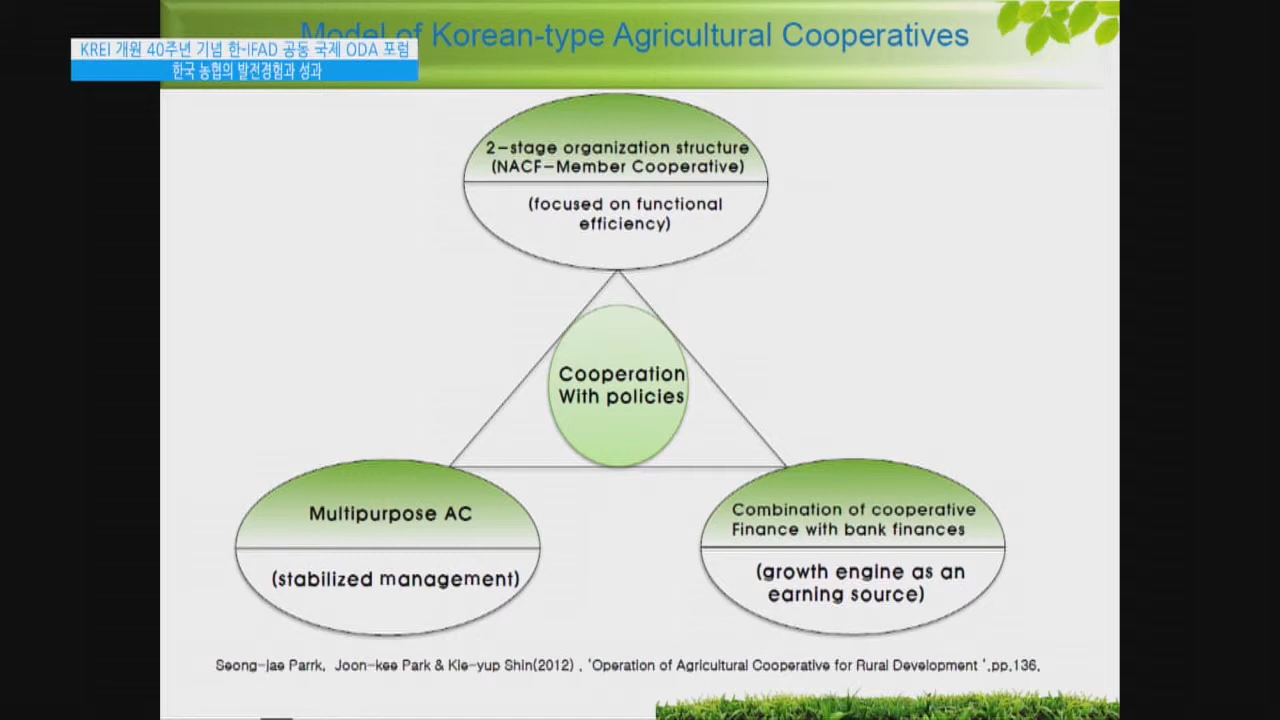 Model of Korean-type Agricultural Cooperatives
KREI 개원 40주년 기념 한-IFAD 공동 국제 ODA 포럼
한국 농협의 발전경험과 성과
2-stage organization structure
(NACF-Member Cooperative)
(focused on functional
efficiency)
Cooperation
With policies
Multipurpose AC
(stabilized management)
Combination of cooperative
Finance with bank finances
(growth engine as an
earning source)
Seong-jae Parrk, Joon-kee Park & Kie-yup Shin(2012) , 'Operation of Agricultural Cooperative for Rural Development ',pp,136,